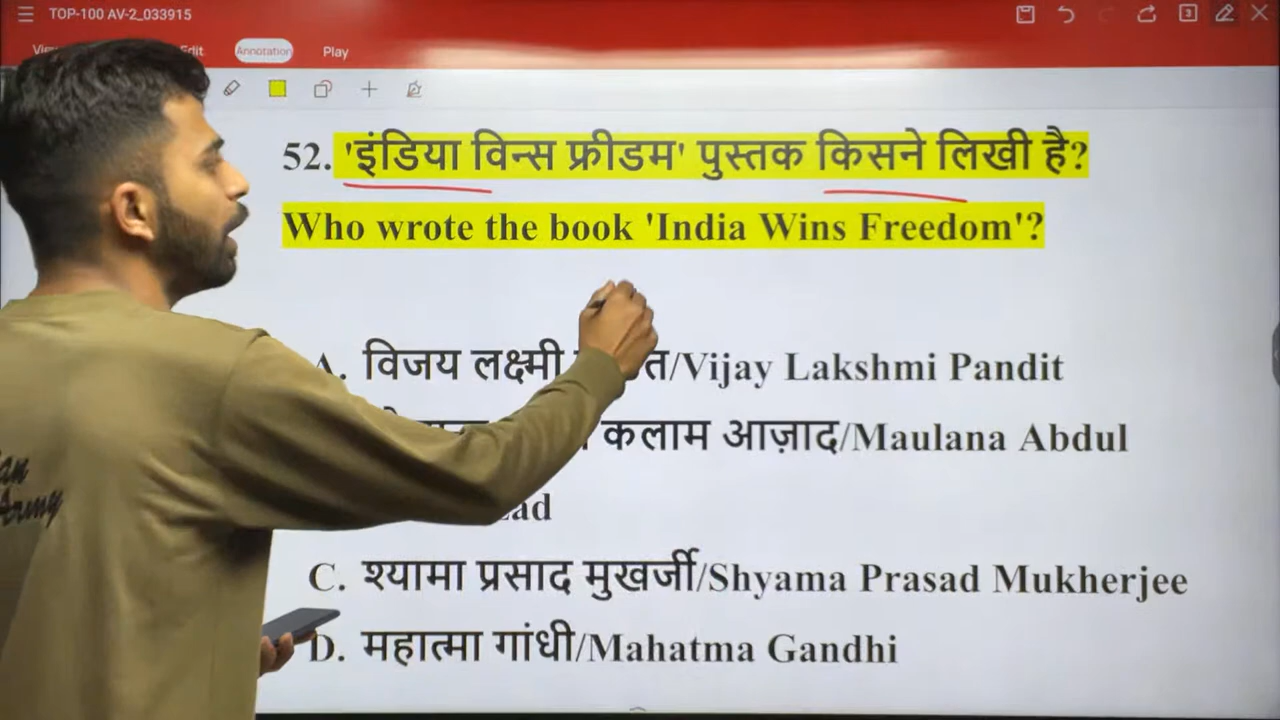 TOP-100 AV-2_033915
Annotation Play
52. 'इंडिया विन्स फ्रीडम' पुस्तक किसने लिखी है?
Who wrote the book 'India Wins Freedom'?
A. विजय लक्ष्मी /Vijay Lakshmi Pandit
कलाम आज़ाद/Maulana Abdul
C. श्यामा प्रसाद मुखर्जी/Shyama Prasad Mukherjee
D. महात्मा गांधी/Mahatma Gandhi
Army